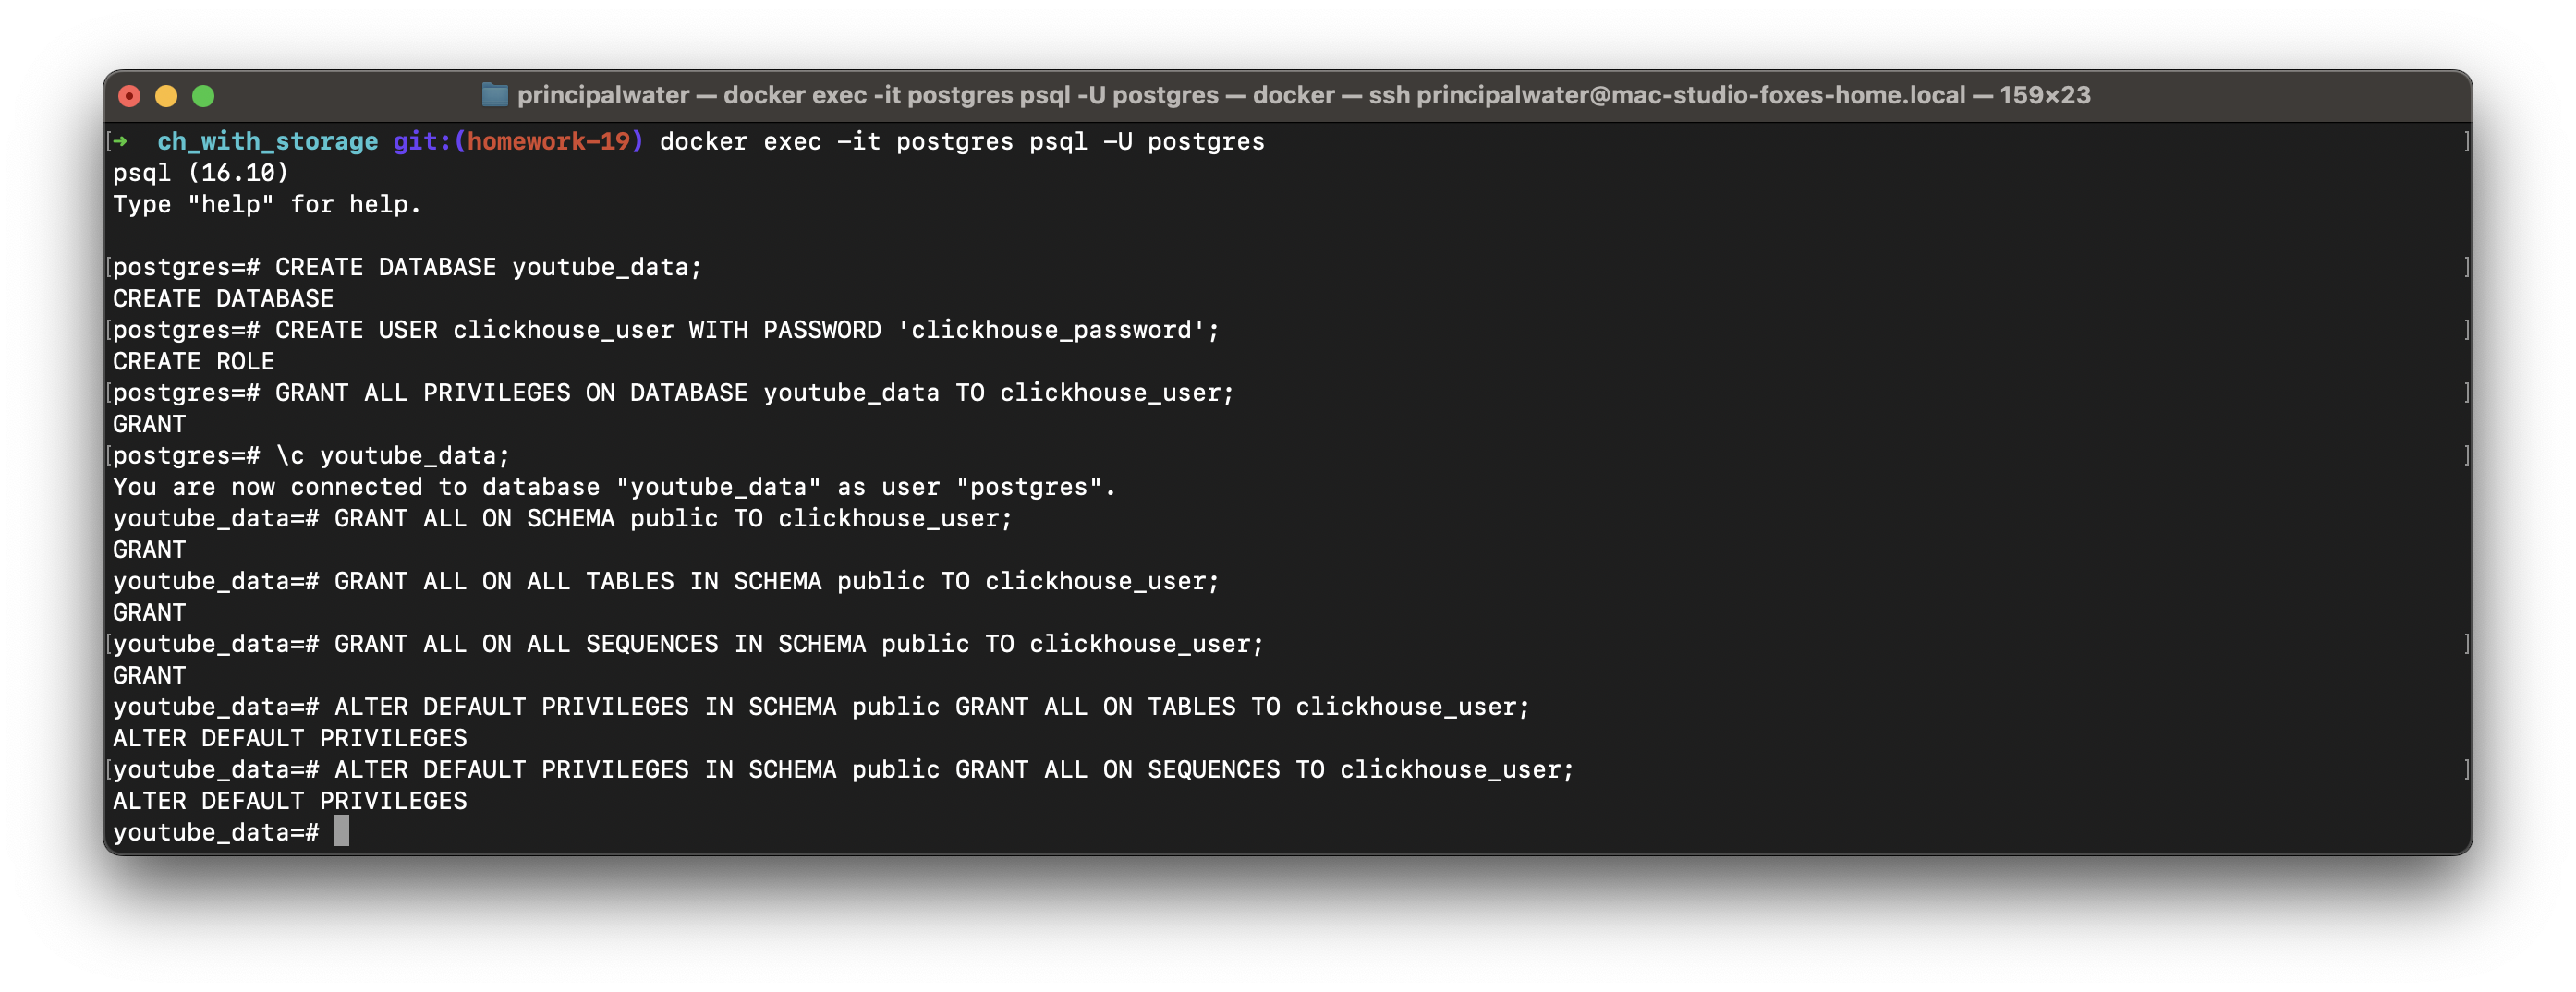 principalwater — docker exec -it postgres psql -U postgres — docker — ssh principalwater@mac-studio-foxes-home.local — 159×23
[➜  ch_with_storage git:(homework-19) docker exec -it postgres psql -U postgres ]
psql (16.10)
Type "help" for help.
[postgres=# CREATE DATABASE youtube_data; ]
CREATE DATABASE
[postgres=# CREATE USER clickhouse_user WITH PASSWORD 'clickhouse_password'; ]
CREATE ROLE
[postgres=# GRANT ALL PRIVILEGES ON DATABASE youtube_data TO clickhouse_user; ]
GRANT
[postgres=# \c youtube_data; ]
You are now connected to database "youtube_data" as user "postgres".
youtube_data=# GRANT ALL ON SCHEMA public TO clickhouse_user;
GRANT
youtube_data=# GRANT ALL ON ALL TABLES IN SCHEMA public TO clickhouse_user;
GRANT
[youtube_data=# GRANT ALL ON ALL SEQUENCES IN SCHEMA public TO clickhouse_user; ]
GRANT
youtube_data=# ALTER DEFAULT PRIVILEGES IN SCHEMA public GRANT ALL ON TABLES TO clickhouse_user;
ALTER DEFAULT PRIVILEGES
[youtube_data=# ALTER DEFAULT PRIVILEGES IN SCHEMA public GRANT ALL ON SEQUENCES TO clickhouse_user; ]
ALTER DEFAULT PRIVILEGES
youtube_data=#